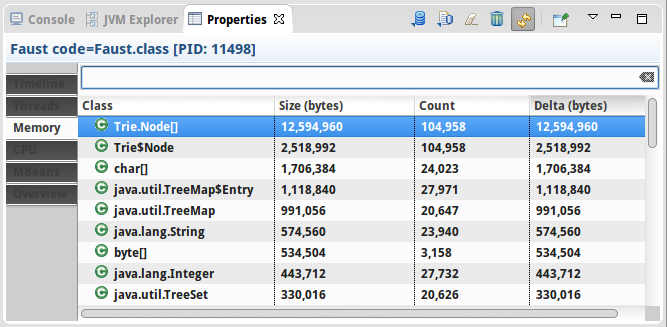 Console JVM Explorer Properties
Faust code=Faust.class [PID: 11498]
Timeline
Threads
Memory
CPU
MBeans
Overview
Class Size (bytes) Count Delta (bytes)
Trie.Node[] 12,594,960 104,958 12,594,960
Trie$Node 2,518,992 104,958 2,518,992
char[] 1,706,384 24,023 1,706,384
java.util.TreeMap$Entry 1,118,840 27,971 1,118,840
java.util.TreeMap 991,056 20,647 991,056
java.lang.String 574,560 23,940 574,560
byte[] 534,504 3,158 534,504
java.lang.Integer 443,712 27,732 443,712
java.util.TreeSet 330,016 20,626 330,016